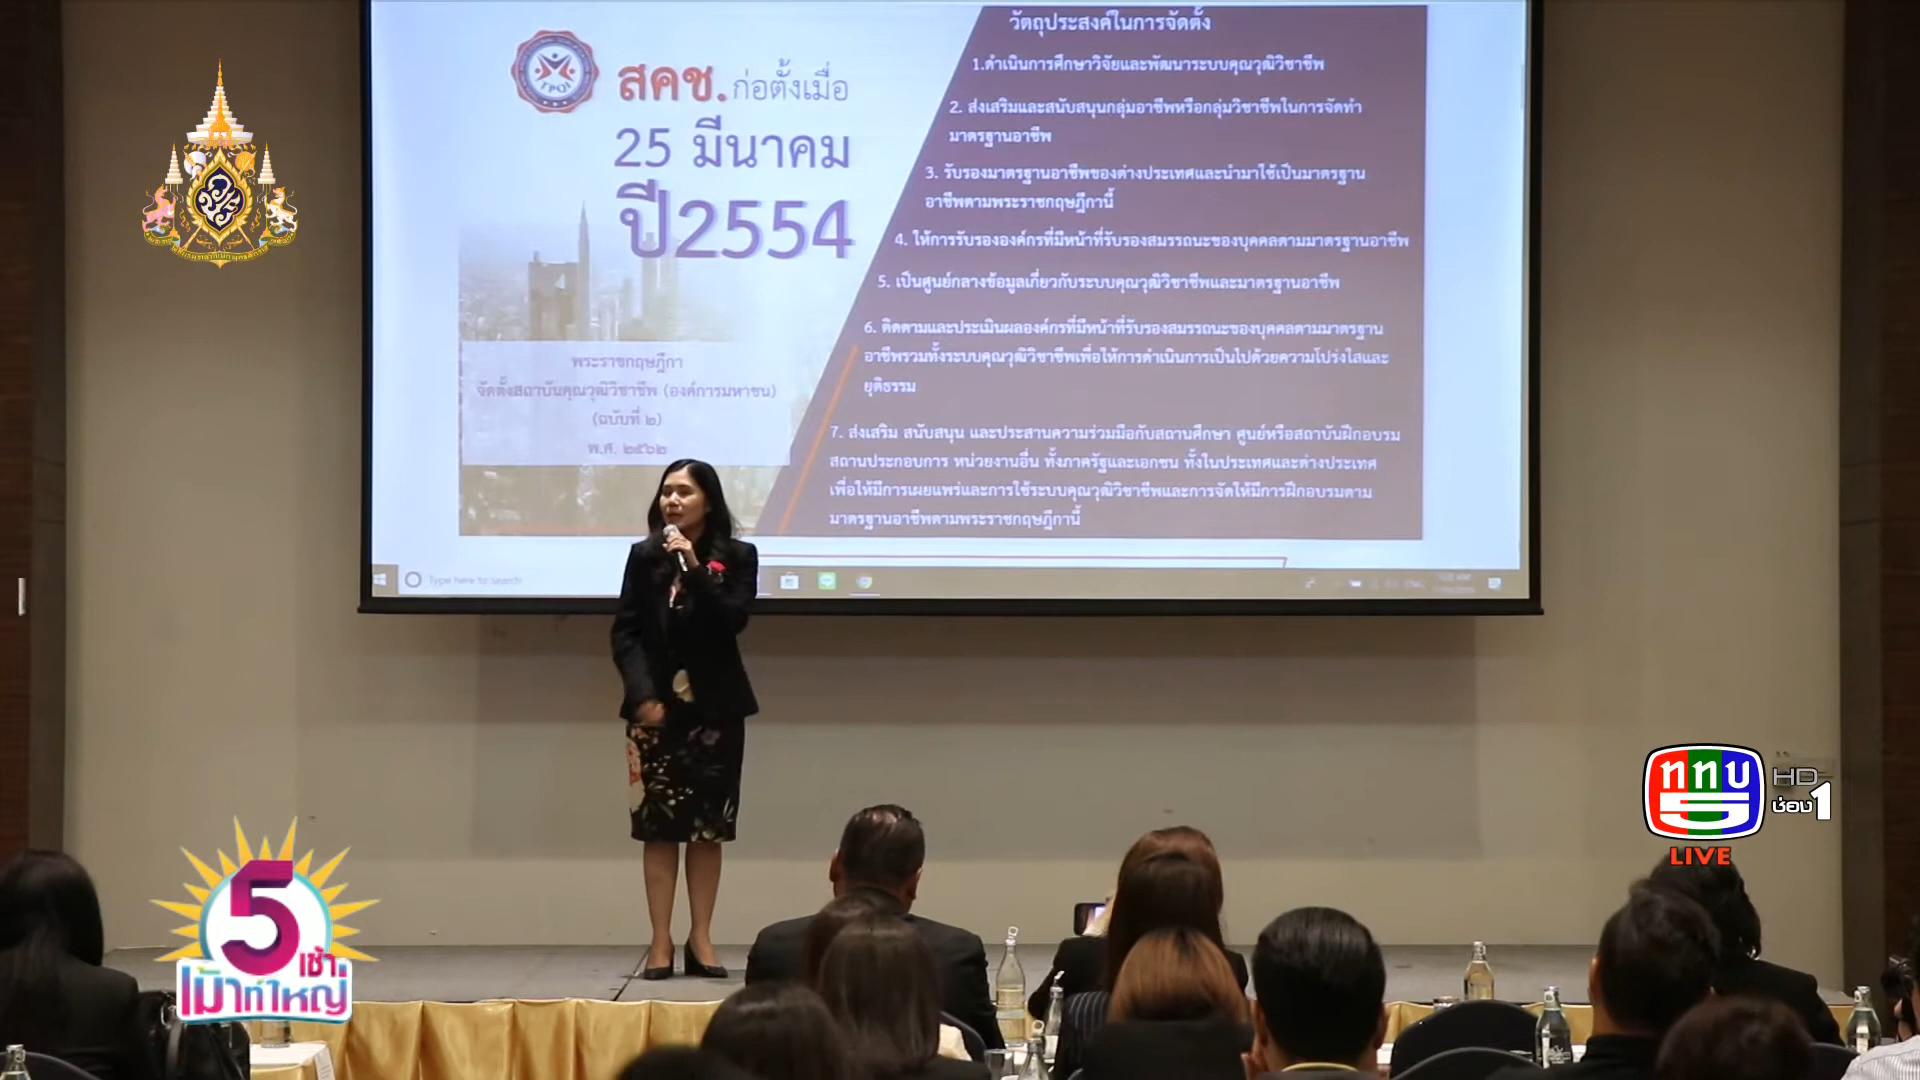 วัตถุประสงค์ในการจัดตั้ง
TPQI
สคช. ก่อตั้งเมื่อ
25 มีนาคม
ปี2554
พระราชกฤษฎีกา
จัดตั้งสถาบันคุณวุฒิวิชาชีพ (องค์การมหาชน)
(ฉบับที่ ๒)
พ.ศ. ๒๕๖๒
1.ดำเนินการศึกษาวิจัยและพัฒนาระบบคุณวุฒิวิชาชีพ
2. ส่งเสริมและสนับสนุนกลุ่มอาชีพหรือกลุ่มวิชาชีพในการจัดทำ
มาตรฐานอาชีพ
3. รับรองมาตรฐานอาชีพของต่างประเทศและนำมาใช้เป็นมาตรฐาน
อาชีพตามพระราชกฤษฎีกานี้
4. ให้การรับรององค์กรที่มีหน้าที่รับรองสมรรถนะของบุคคลตามมาตรฐานอาชีพ
5. เป็นศูนย์กลางข้อมูลเกี่ยวกับระบบคุณวุฒิวิชาชีพและมาตรฐานอาชีพ
6. ติดตามและประเมินผลองค์กรที่มีหน้าที่รับรองสมรรถนะของบุคคลตามมาตรฐาน
อาชีพรวมทั้งระบบคุณวุฒิวิชาชีพเพื่อให้การดำเนินการเป็นไปด้วยความโปร่งใสและ
ยุติธรรม
7. ส่งเสริม สนับสนุน และประสานความร่วมมือกับสถานศึกษา ศูนย์หรือสถาบันฝึกอบรม
สถานประกอบการ หน่วยงานอื่น ทั้งภาครัฐและเอกชน ทั้งในประเทศและต่างประเทศ
เพื่อให้มีการเผยแพร่และการใช้ระบบคุณวุฒิวิชาชีพและการจัดให้มีการฝึกอบรมตาม
มาตรฐานอาชีพตามพระราชกฤษฎีกานี้
Type here to search
ททบ
5
HD
ช่อง1
LIVE
5
เช้า
เม้าท์ใหญ่